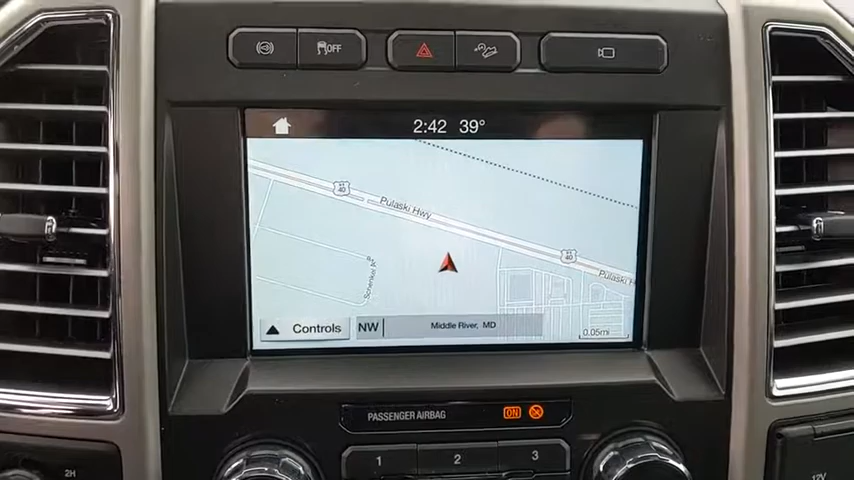 OFF
2:42 39°
U S 40
Pulaski Hwy
U S 40
Pulaski H
Schenkel
Controls
NW
Middle River, MD
0.05mi
PASSENGER AIRBAG ON
1 2 3
2H
12V